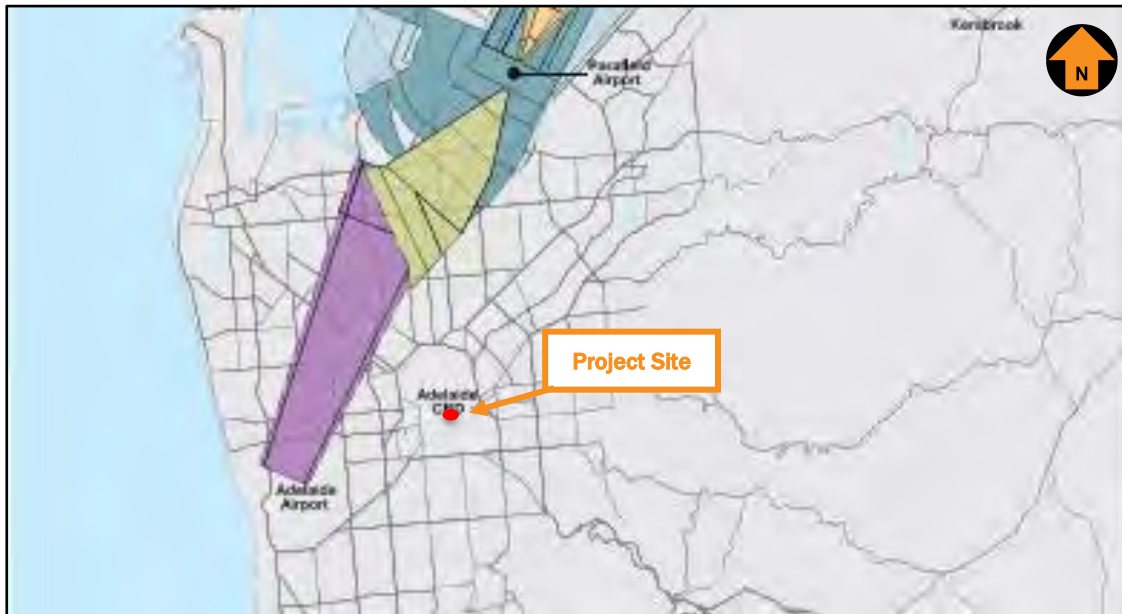 Kersbrook
N
Parafield
Airport
Project Site
Adelaide
CBD
Adelaide
Airport